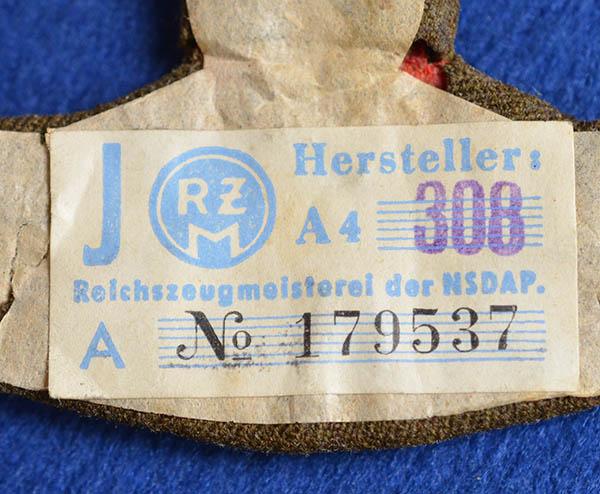 J RZM Hersteller:
A4 308
Reichszeugmeisterei der NSDAP.
A № 179537